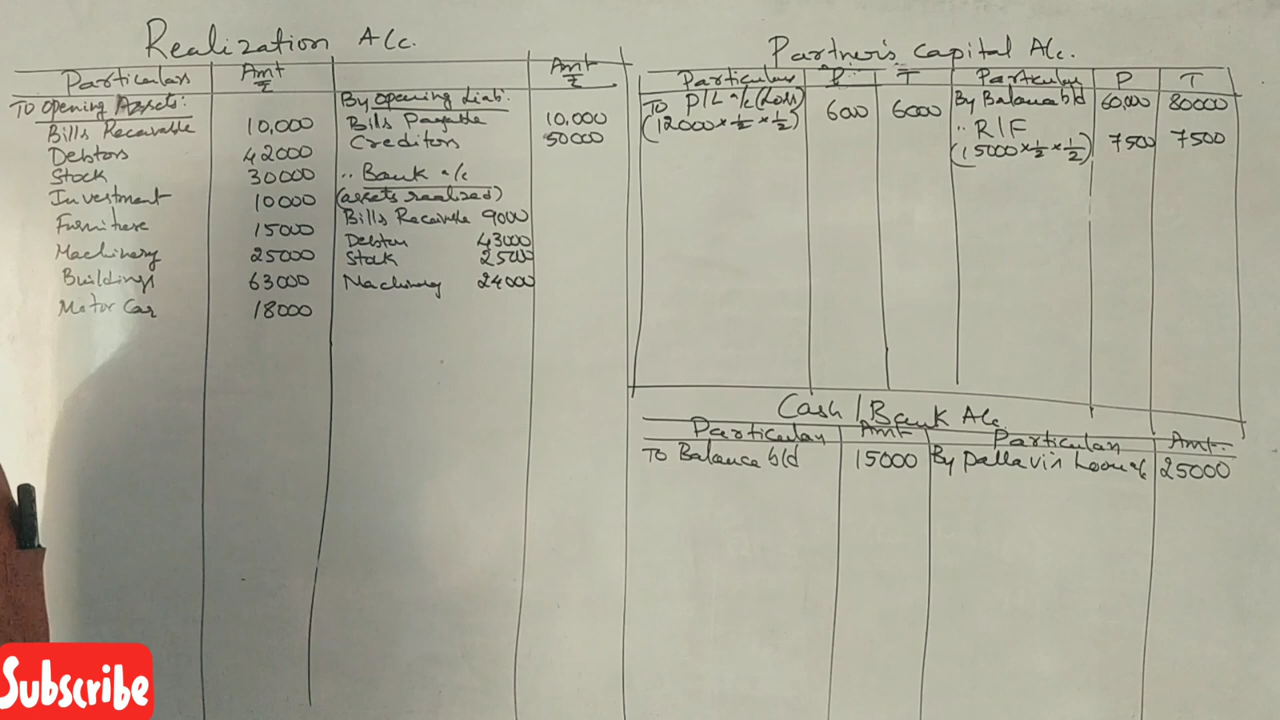 Realization A/c.
Particulars Amt ₹ Amt ₹
To Opening Assets: By opening Liab:
Bills Receivable 10,000 Bills Payable 10,000
Debtors 42000 Creditors 50000
Stock 30000 ,, Bank a/c
Investment 10000 (assets realized)
Furniture 15000 Bills Receivable 9000
Debtors 43000
Machinery 25000 Stock 25000
Buildings 63000 Machinery 24000
Motor Car 18000
Partner's Capital A/c.
Particulars P T Particulars P T
To P/L a/c (Loss) 6000 6000 By Balance b/d 60,000 80000
(12000 × ½ × ½) ,, R/F 7500 7500
(15000 × ½ × ½)
Cash / Bank A/c
Particulars Amt Particulars Amt.
To Balance b/d 15000 By Pallavi's Loan a/c 25000
Subscribe